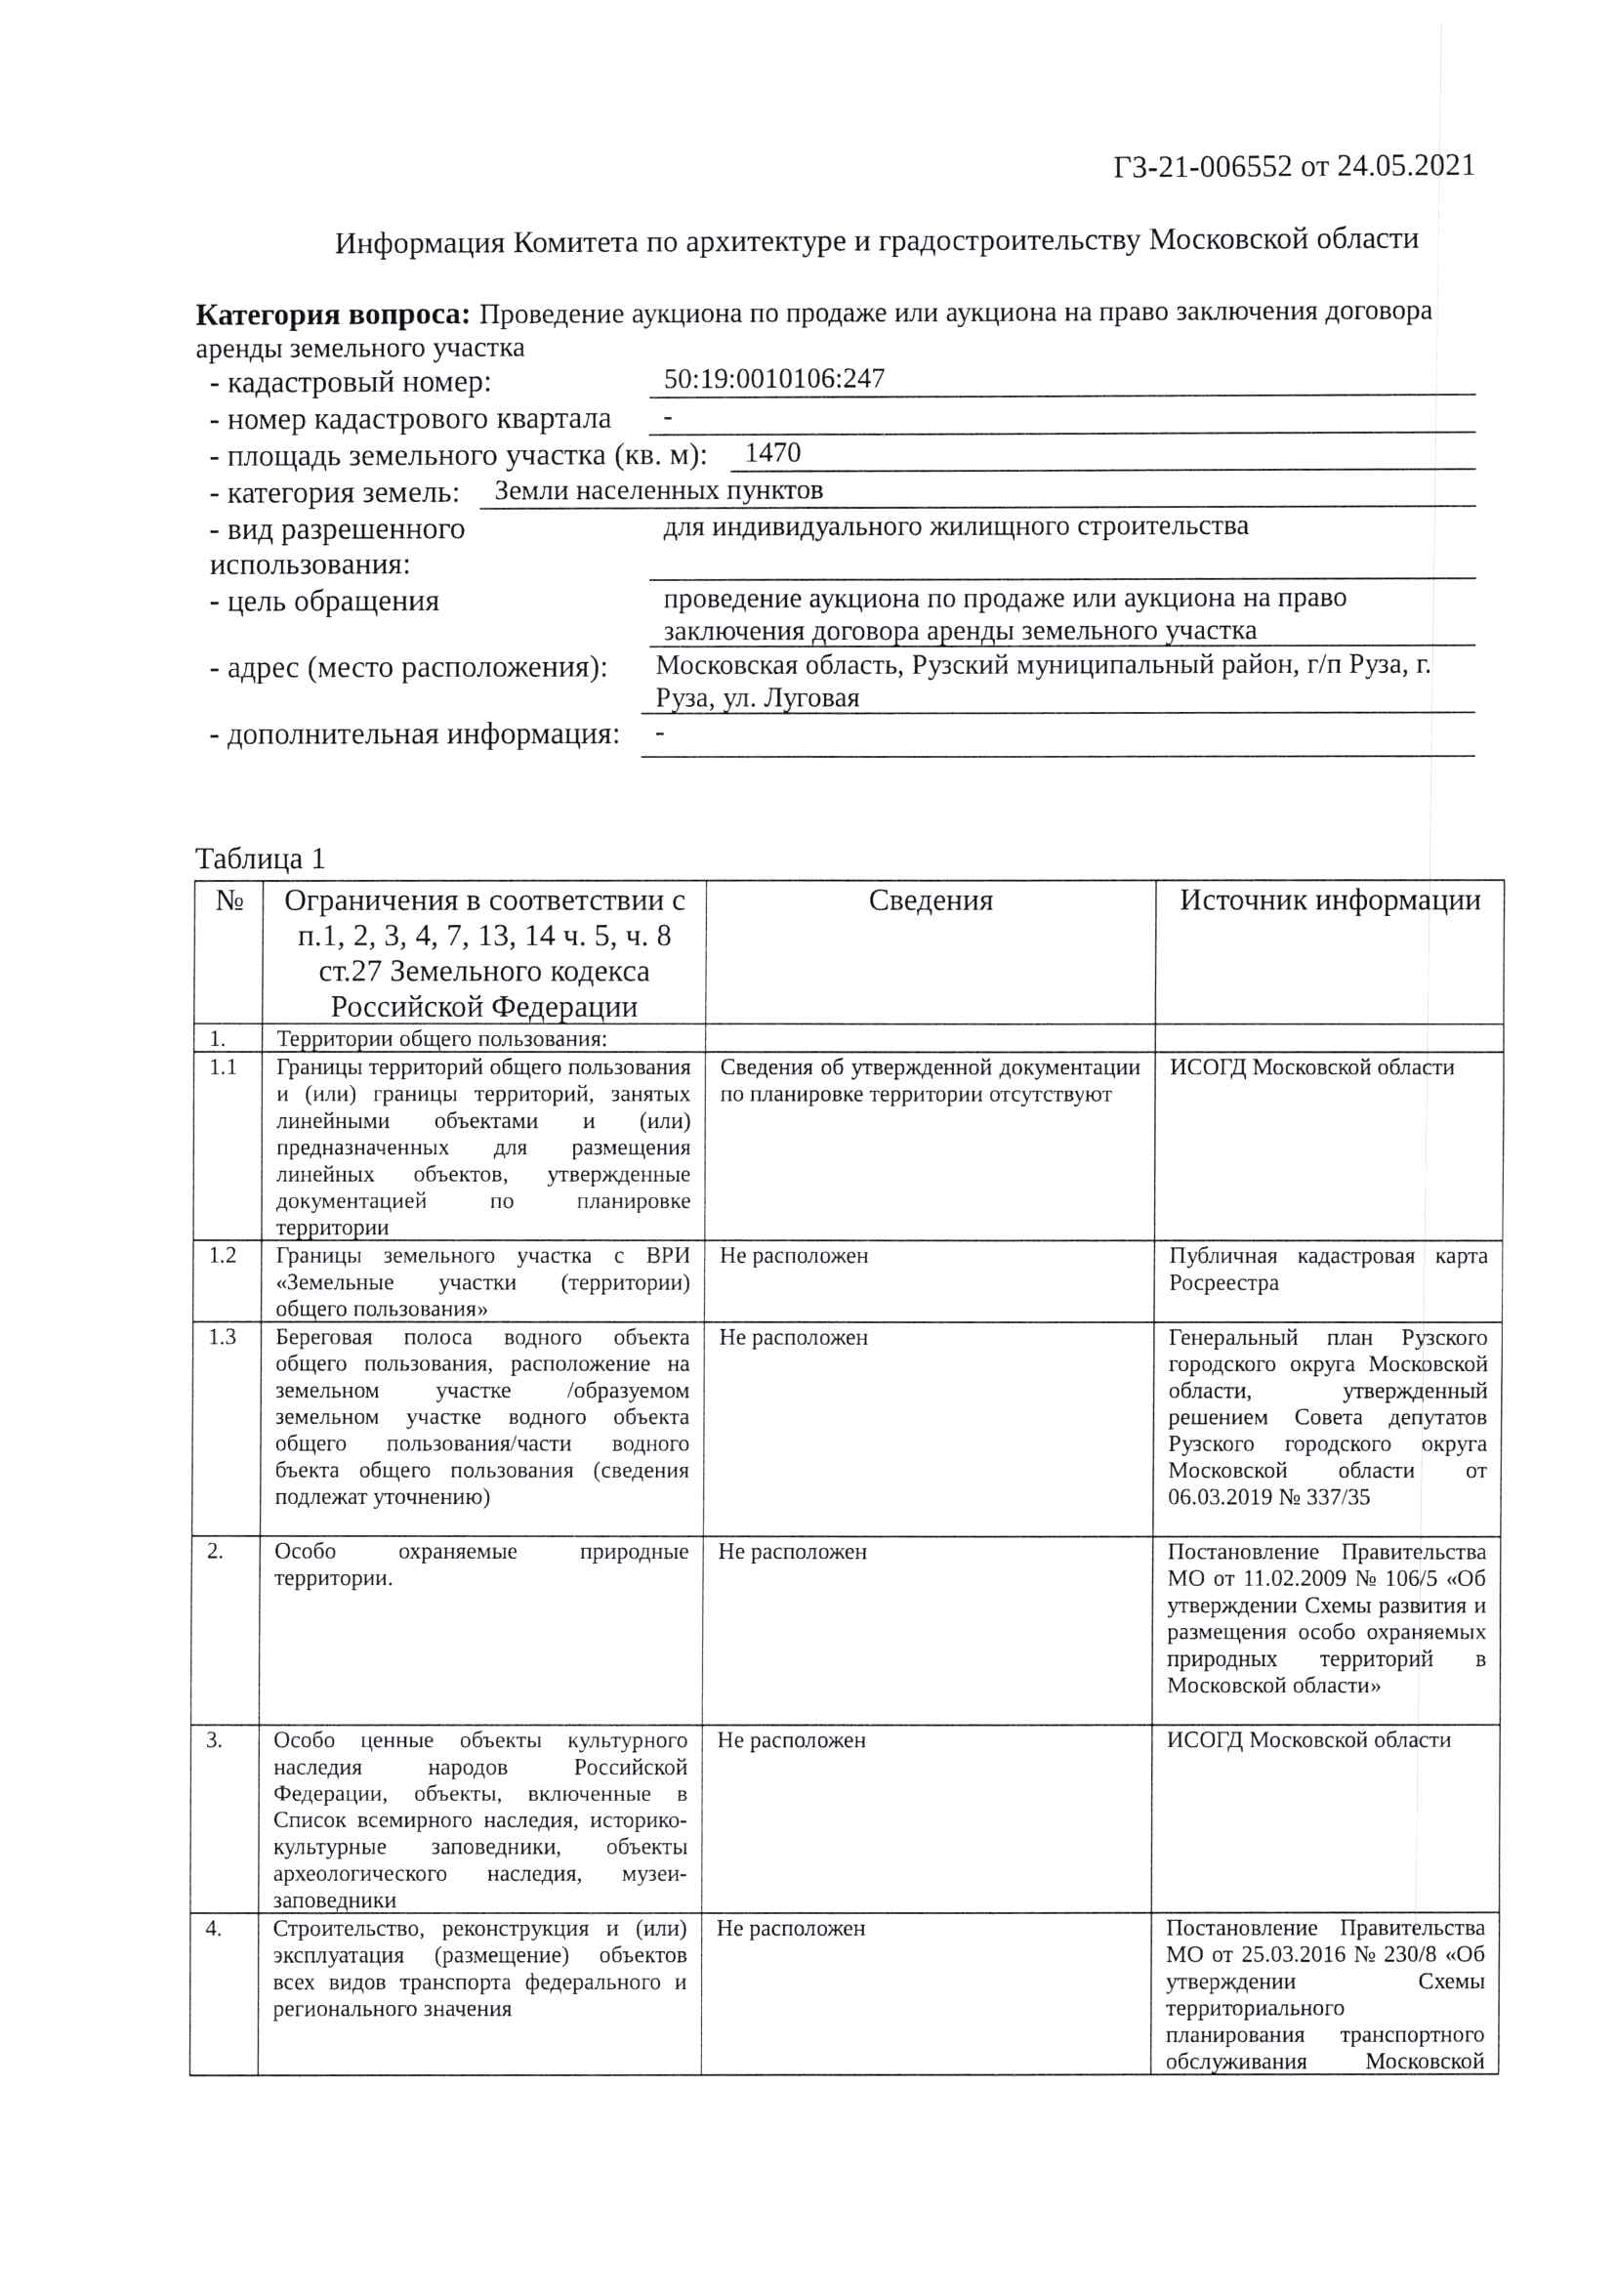 ГЗ-21-006552 от 24.05.2021
Информация Комитета по архитектуре и градостроительству Московской области
Категория вопроса: Проведение аукциона по продаже или аукциона на право заключения договора
аренды земельного участка
- кадастровый номер: 50:19:0010106:247
- номер кадастрового квартала -
- площадь земельного участка (кв. м): 1470
- категория земель: Земли населенных пунктов
- вид разрешенного для индивидуального жилищного строительства
использования:
- цель обращения проведение аукциона по продаже или аукциона на право
заключения договора аренды земельного участка
- адрес (место расположения): Московская область, Рузский муниципальный район, г/п Руза, г.
Руза, ул. Луговая
- дополнительная информация: -
Таблица 1
№
Ограничения в соответствии с
п.1, 2, 3, 4, 7, 13, 14 ч. 5, ч. 8
ст.27 Земельного кодекса
Российской Федерации
Сведения
Источник информации
1.
Территории общего пользования:
1.1
Границы территорий общего пользования
и (или) границы территорий, занятых
линейными объектами и (или)
предназначенных для размещения
линейных объектов, утвержденные
документацией по планировке
территории
Сведения об утвержденной документации
по планировке территории отсутствуют
ИСОГД Московской области
1.2
Границы земельного участка с ВРИ
«Земельные участки (территории)
общего пользования»
Не расположен
Публичная кадастровая карта
Росреестра
1.3
Береговая полоса водного объекта
общего пользования, расположение на
земельном участке /образуемом
земельном участке водного объекта
общего пользования/части водного
бъекта общего пользования (сведения
подлежат уточнению)
Не расположен
Генеральный план Рузского
городского округа Московской
области, утвержденный
решением Совета депутатов
Рузского городского округа
Московской области от
06.03.2019 № 337/35
2.
Особо охраняемые природные
территории.
Не расположен
Постановление Правительства
МО от 11.02.2009 № 106/5 «Об
утверждении Схемы развития и
размещения особо охраняемых
природных территорий в
Московской области»
3.
Особо ценные объекты культурного
наследия народов Российской
Федерации, объекты, включенные в
Список всемирного наследия, историко-
культурные заповедники, объекты
археологического наследия, музеи-
заповедники
Не расположен
ИСОГД Московской области
4.
Строительство, реконструкция и (или)
эксплуатация (размещение) объектов
всех видов транспорта федерального и
регионального значения
Не расположен
Постановление Правительства
МО от 25.03.2016 № 230/8 «Об
утверждении Схемы
территориального
планирования транспортного
обслуживания Московской